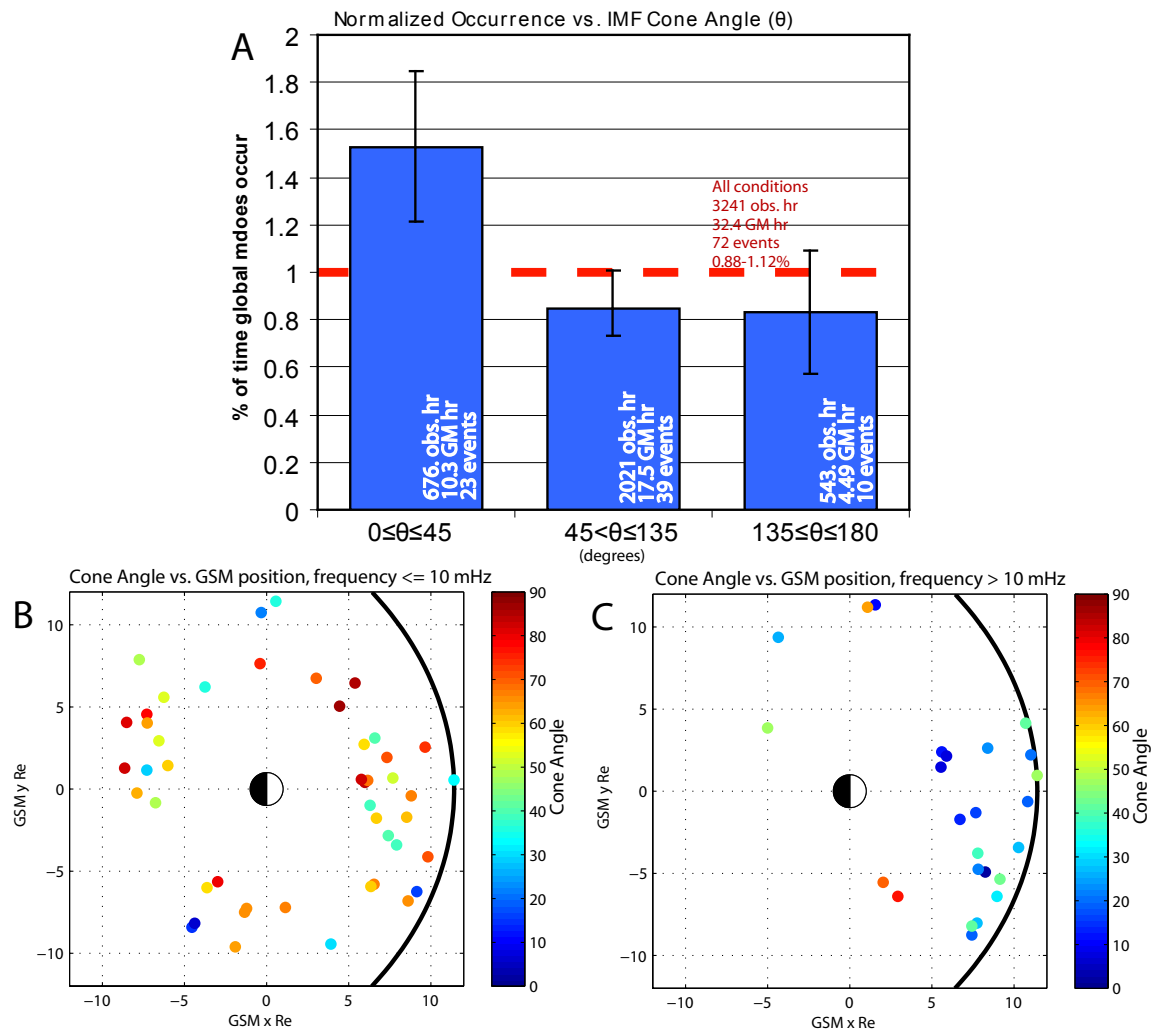 Normalized Occurrence vs. IMF Cone Angle (θ)
A
% of time global mdoes occur
2
1.8
1.6
1.4
1.2
1
0.8
0.6
0.4
0.2
0
All conditions
3241 obs. hr
32.4 GM hr
72 events
0.88-1.12%
676. obs. hr
10.3 GM hr
23 events
2021 obs. hr
17.5 GM hr
39 events
543. obs. hr
4.49 GM hr
10 events
0≤θ≤45
45<θ≤135
135≤θ≤180
(degrees)
Cone Angle vs. GSM position, frequency <= 10 mHz
B
GSM y Re
10
5
0
−5
−10
−10
−5
0
5
10
GSM x Re
90
80
70
60
50
40
30
20
10
0
Cone Angle
Cone Angle vs. GSM position, frequency > 10 mHz
C
GSM y Re
10
5
0
−5
−10
−10
−5
0
5
10
GSM x Re
90
80
70
60
50
40
30
20
10
0
Cone Angle